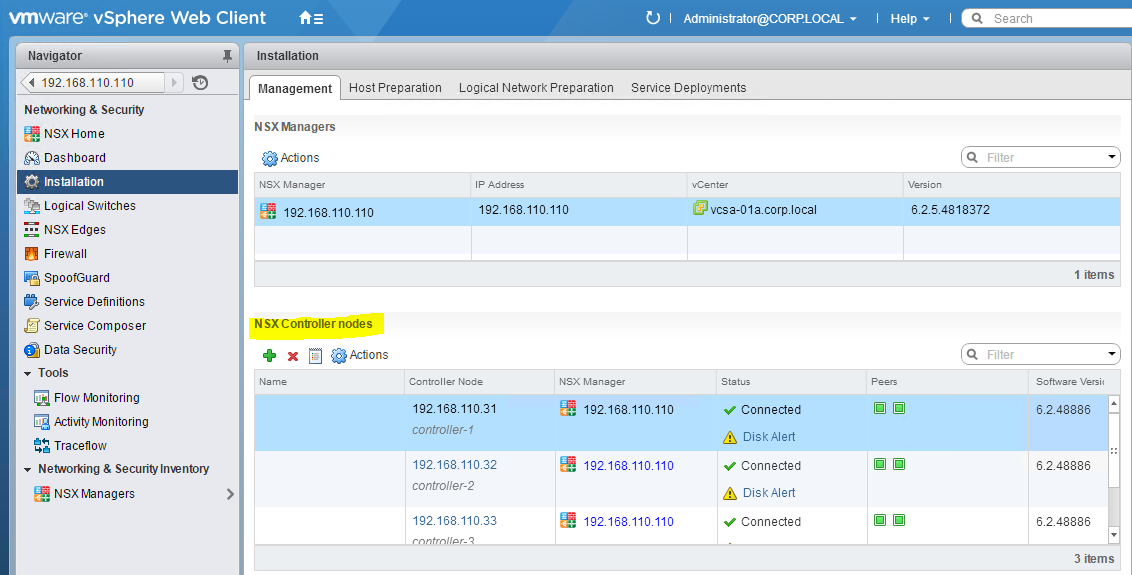 vmware® vSphere Web Client
Administrator@CORP.LOCAL
Help
Search
Navigator
192.168.110.110
Networking & Security
NSX Home
Dashboard
Installation
Logical Switches
NSX Edges
Firewall
SpoofGuard
Service Definitions
Service Composer
Data Security
Tools
Flow Monitoring
Activity Monitoring
Traceflow
Networking & Security Inventory
NSX Managers
Installation
Management Host Preparation Logical Network Preparation Service Deployments
NSX Managers
Actions
Filter
NSX Manager IP Address vCenter Version
192.168.110.110 192.168.110.110 vcsa-01a.corp.local 6.2.5.4818372
1 items
NSX Controller nodes
Actions
Filter
Name Controller Node NSX Manager Status Peers Software Versic
192.168.110.31 192.168.110.110 Connected 6.2.48886
controller-1 Disk Alert
192.168.110.32 192.168.110.110 Connected 6.2.48886
controller-2 Disk Alert
192.168.110.33 192.168.110.110 Connected 6.2.48886
controller-3
3 items